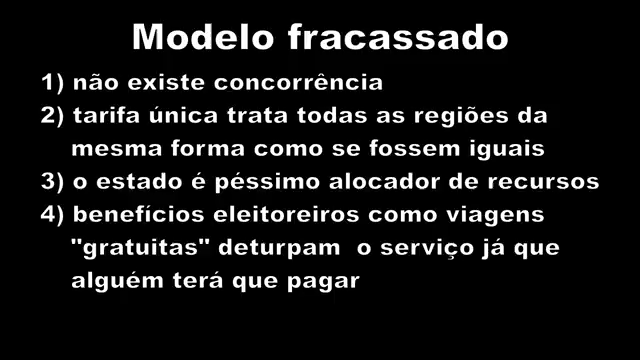 Modelo fracassado
1) não existe concorrência
2) tarifa única trata todas as regiões da
mesma forma como se fossem iguais
3) o estado é péssimo alocador de recursos
4) benefícios eleitoreiros como viagens
"gratuitas" deturpam  o serviço já que
alguém terá que pagar